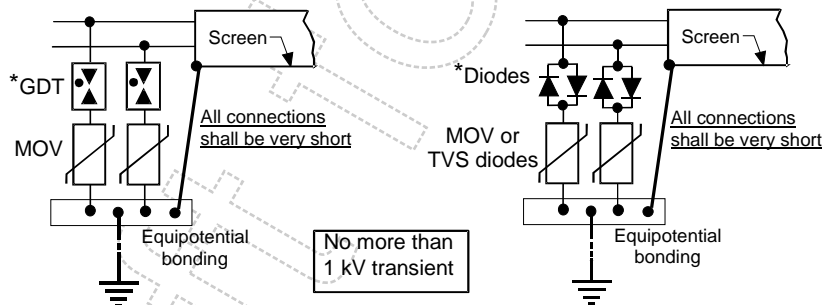 Screen
*GDT
MOV
All connections
shall be very short
Equipotential
bonding
No more than
1 kV transient
Screen
*Diodes
MOV or
TVS diodes
All connections
shall be very short
Equipotential
bonding